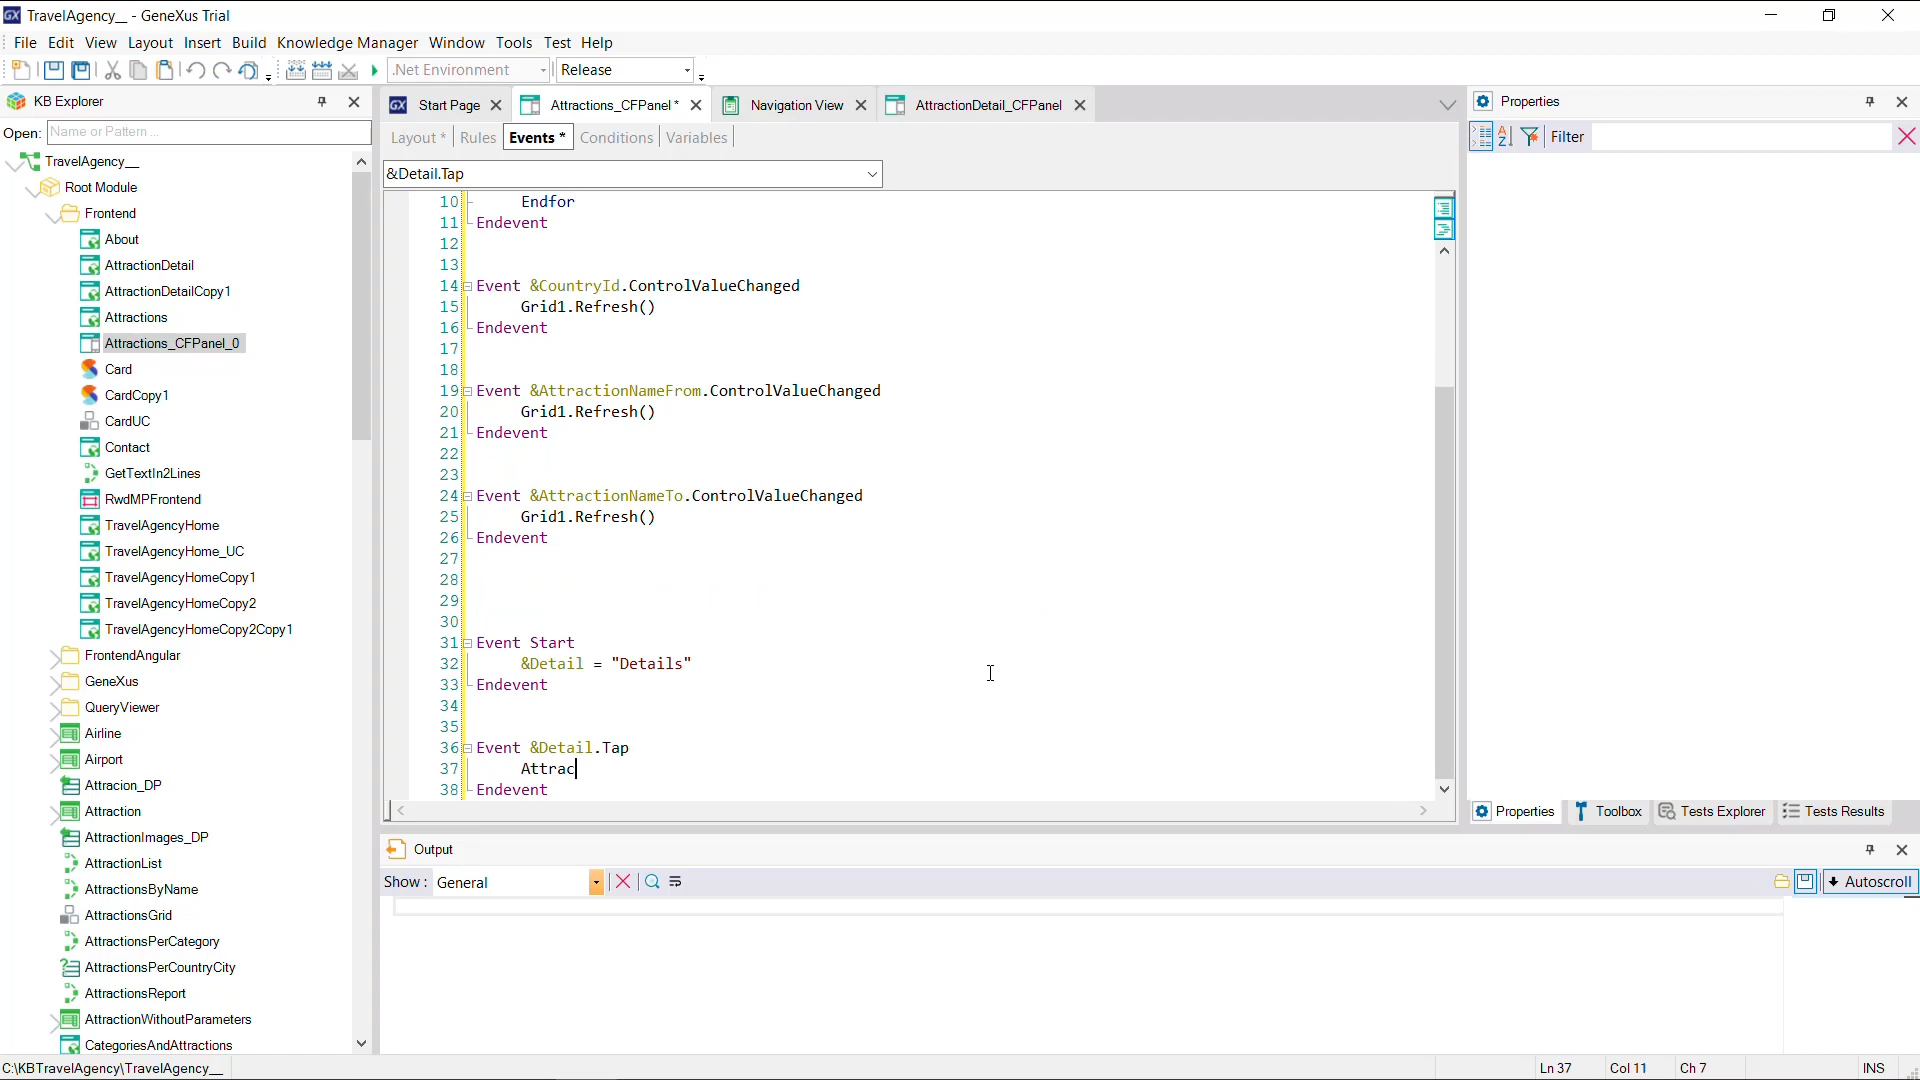 TravelAgency__ - GeneXus Trial
File Edit View Layout Insert Build Knowledge Manager Window Tools Test Help
.Net Environment Release
KB Explorer
Open: Name or Pattern ...
TravelAgency__
Root Module
Frontend
About
AttractionDetail
AttractionDetailCopy1
Attractions
Attractions_CFPanel_0
Card
CardCopy1
CardUC
Contact
GetTextIn2Lines
RwdMPFrontend
TravelAgencyHome
TravelAgencyHome_UC
TravelAgencyHomeCopy1
TravelAgencyHomeCopy2
TravelAgencyHomeCopy2Copy1
FrontendAngular
GeneXus
QueryViewer
Airline
Airport
Attracion_DP
Attraction
AttractionImages_DP
AttractionList
AttractionsByName
AttractionsGrid
AttractionsPerCategory
AttractionsPerCountryCity
AttractionsReport
AttractionWithoutParameters
CategoriesAndAttractions
Start Page Attractions_CFPanel * Navigation View AttractionDetail_CFPanel
Layout * Rules Events * Conditions Variables
&Detail.Tap
10 Endfor
11 Endevent
12
13
14 Event &CountryId.ControlValueChanged
15 Grid1.Refresh()
16 Endevent
17
18
19 Event &AttractionNameFrom.ControlValueChanged
20 Grid1.Refresh()
21 Endevent
22
23
24 Event &AttractionNameTo.ControlValueChanged
25 Grid1.Refresh()
26 Endevent
27
28
29
30
31 Event Start
32 &Detail = "Details"
33 Endevent
34
35
36 Event &Detail.Tap
37 Attrac
38 Endevent
Properties
Filter
Properties Toolbox Tests Explorer Tests Results
Output
Show : General
Autoscroll
C:\KBTravelAgency\TravelAgency__
Ln 37 Col 11 Ch 7 INS